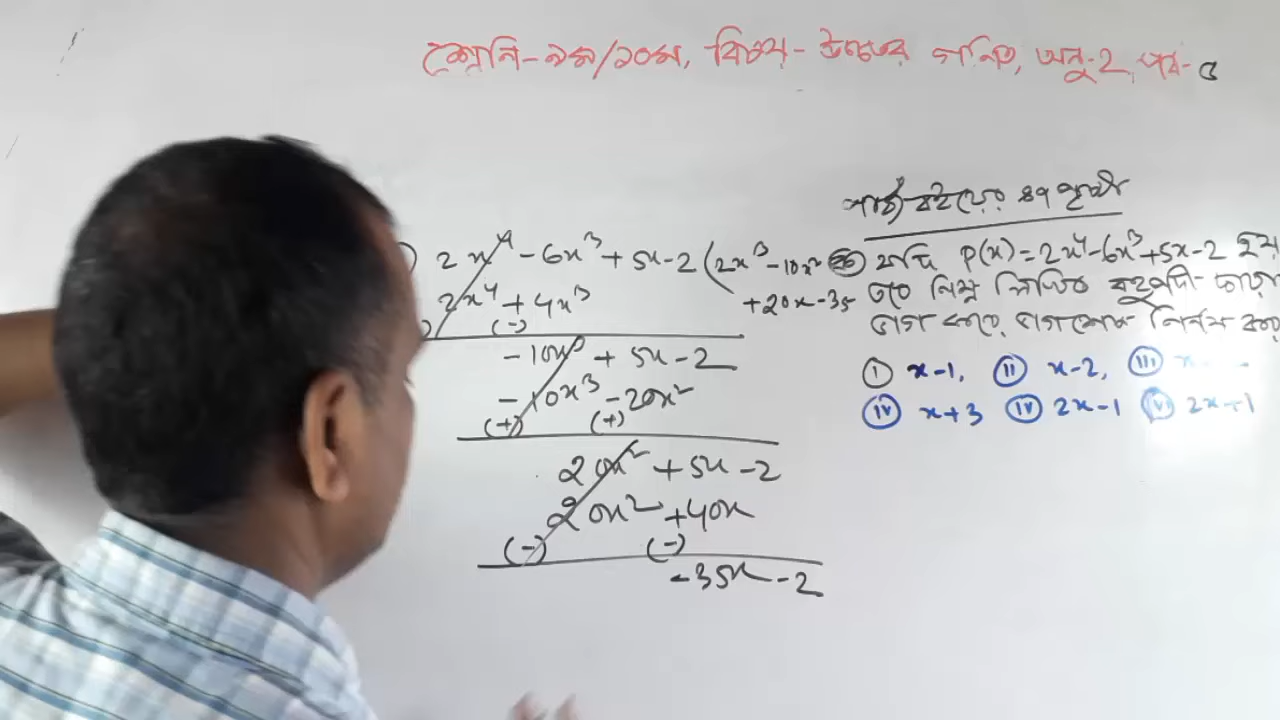 শ্রেণি-৯ম/১০ম, বিষয়-উচ্চতর গণিত, অনু-2, পর্ব-৫
পাঠ্য বইয়ের পৃষ্ঠা
যদি P(x)=2x⁴-6x³+5x-2 হয়
তবে নিম্ন লিখিত বহুপদী দ্বারা
ভাগ করে, ভাগশেষ নির্ণয় কর
(i) x-1, (ii) x-2, (iii) x
(iv) x+3 (iv) 2x-1 (vi) 2x+1
) 2x⁴ -6x³ + 5x-2 ( 2x³ -10x²
+20x-35
2x⁴ + 4x³
(-)
-10x³ + 5x-2
-10x³ -20x²
(+) (+)
20x² + 5x-2
20x² +40x
(-) (-)
-35x-2